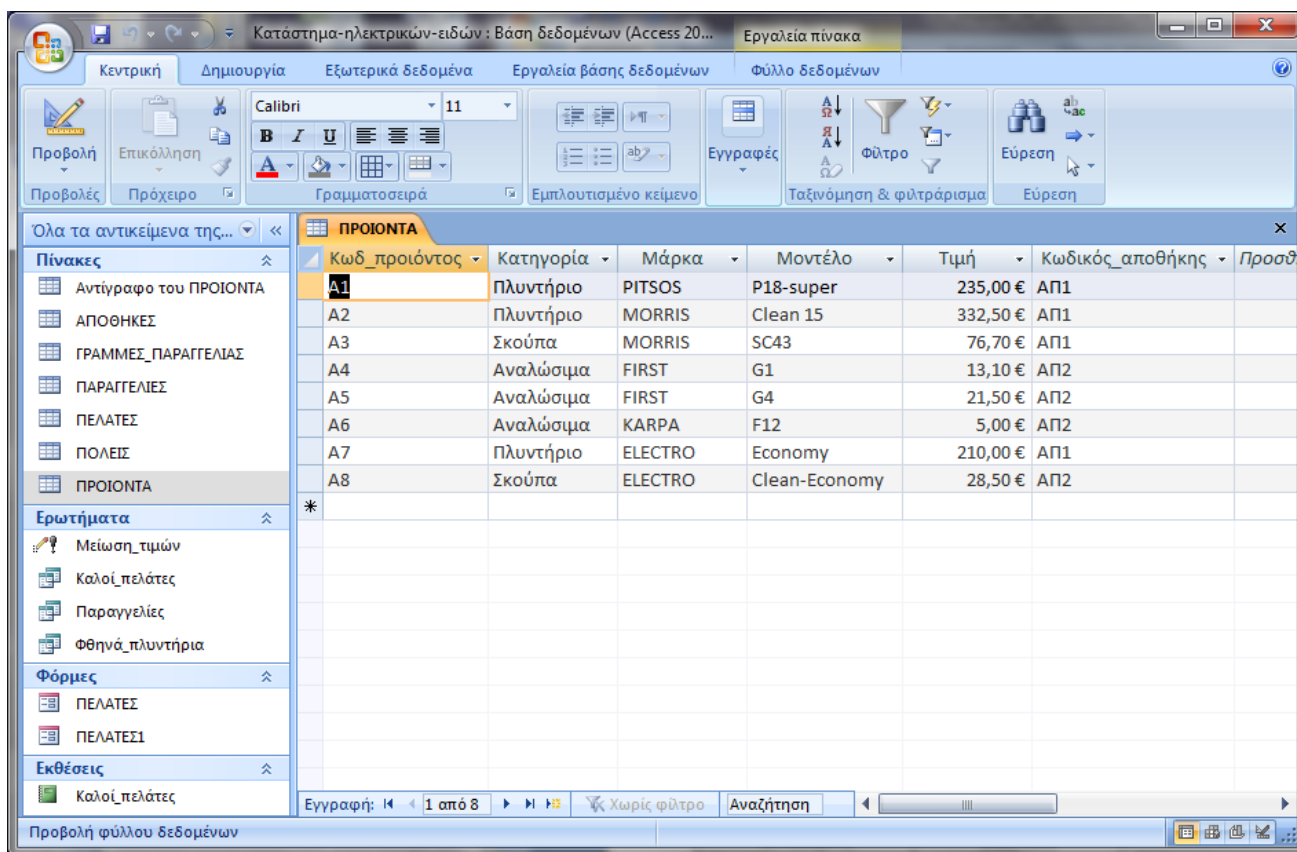 Κατάστημα-ηλεκτρικών-ειδών : Βάση δεδομένων (Access 20... Εργαλεία πίνακα
Κεντρική Δημιουργία Εξωτερικά δεδομένα Εργαλεία βάσης δεδομένων Φύλλο δεδομένων
Calibri 11
Προβολή Επικόλληση B I U Εγγραφές Φίλτρο Εύρεση
Προβολές Πρόχειρο Γραμματοσειρά Εμπλουτισμένο κείμενο Ταξινόμηση & φιλτράρισμα Εύρεση
Όλα τα αντικείμενα της... «
ΠΡΟΙΟΝΤΑ
Πίνακες
Αντίγραφο του ΠΡΟΙΟΝΤΑ
ΑΠΟΘΗΚΕΣ
ΓΡΑΜΜΕΣ_ΠΑΡΑΓΓΕΛΙΑΣ
ΠΑΡΑΓΓΕΛΙΕΣ
ΠΕΛΑΤΕΣ
ΠΟΛΕΙΣ
ΠΡΟΙΟΝΤΑ
Ερωτήματα
Μείωση_τιμών
Καλοί_πελάτες
Παραγγελίες
Φθηνά_πλυντήρια
Φόρμες
ΠΕΛΑΤΕΣ
ΠΕΛΑΤΕΣ1
Εκθέσεις
Καλοί_πελάτες
Κωδ_προιόντος Κατηγορία Μάρκα Μοντέλο Τιμή Κωδικός_αποθήκης Προσθ
A1 Πλυντήριο PITSOS P18-super 235,00 € ΑΠ1
A2 Πλυντήριο MORRIS Clean 15 332,50 € ΑΠ1
A3 Σκούπα MORRIS SC43 76,70 € ΑΠ1
A4 Αναλώσιμα FIRST G1 13,10 € ΑΠ2
A5 Αναλώσιμα FIRST G4 21,50 € ΑΠ2
A6 Αναλώσιμα KARPA F12 5,00 € ΑΠ2
A7 Πλυντήριο ELECTRO Economy 210,00 € ΑΠ1
A8 Σκούπα ELECTRO Clean-Economy 28,50 € ΑΠ2
Εγγραφή: 1 από 8 Χωρίς φίλτρο Αναζήτηση
Προβολή φύλλου δεδομένων